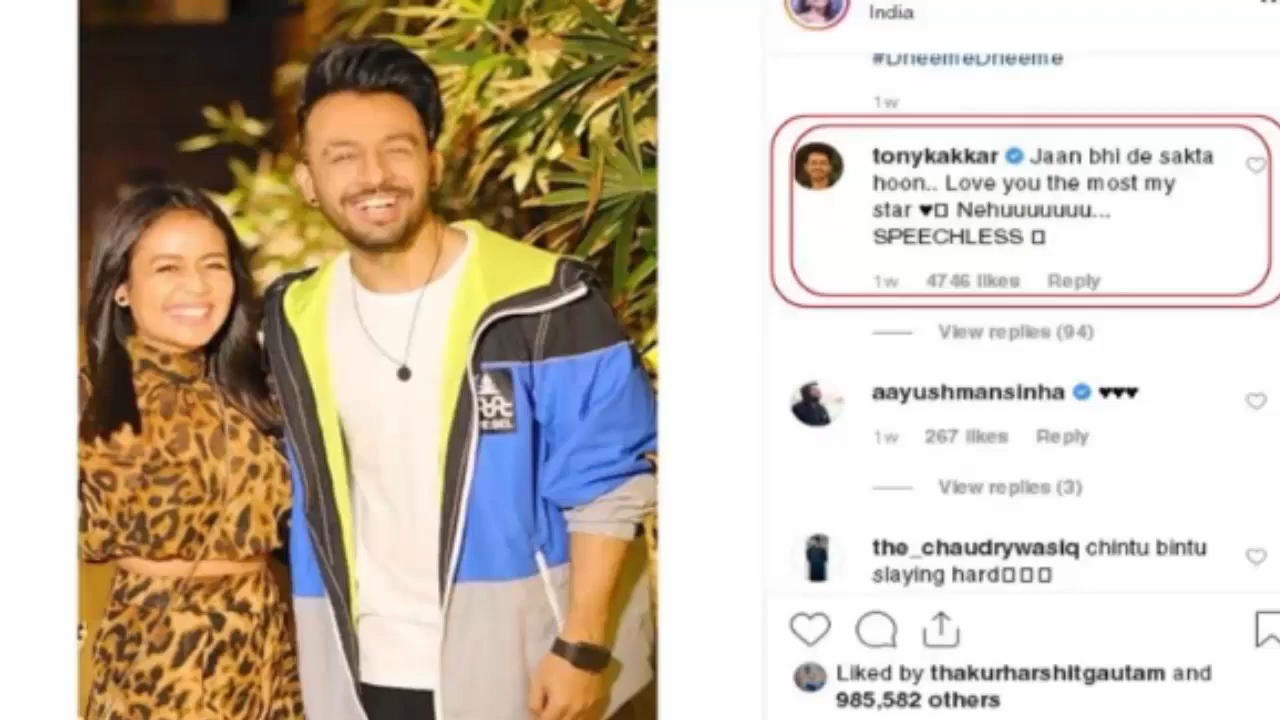 India
#DheemeDheeme
1w
tonykakkar Jaan bhi de sakta
hoon.. Love you the most my
star ♥ Nehuuuuuuu...
SPEECHLESS
1w 4746 likes Reply
View replies (94)
aayushmansinha ♥♥♥
1w 267 likes Reply
View replies (3)
the_chaudrywasiq chintu bintu
slaying hard
Liked by thakurharshitgautam and
985,582 others